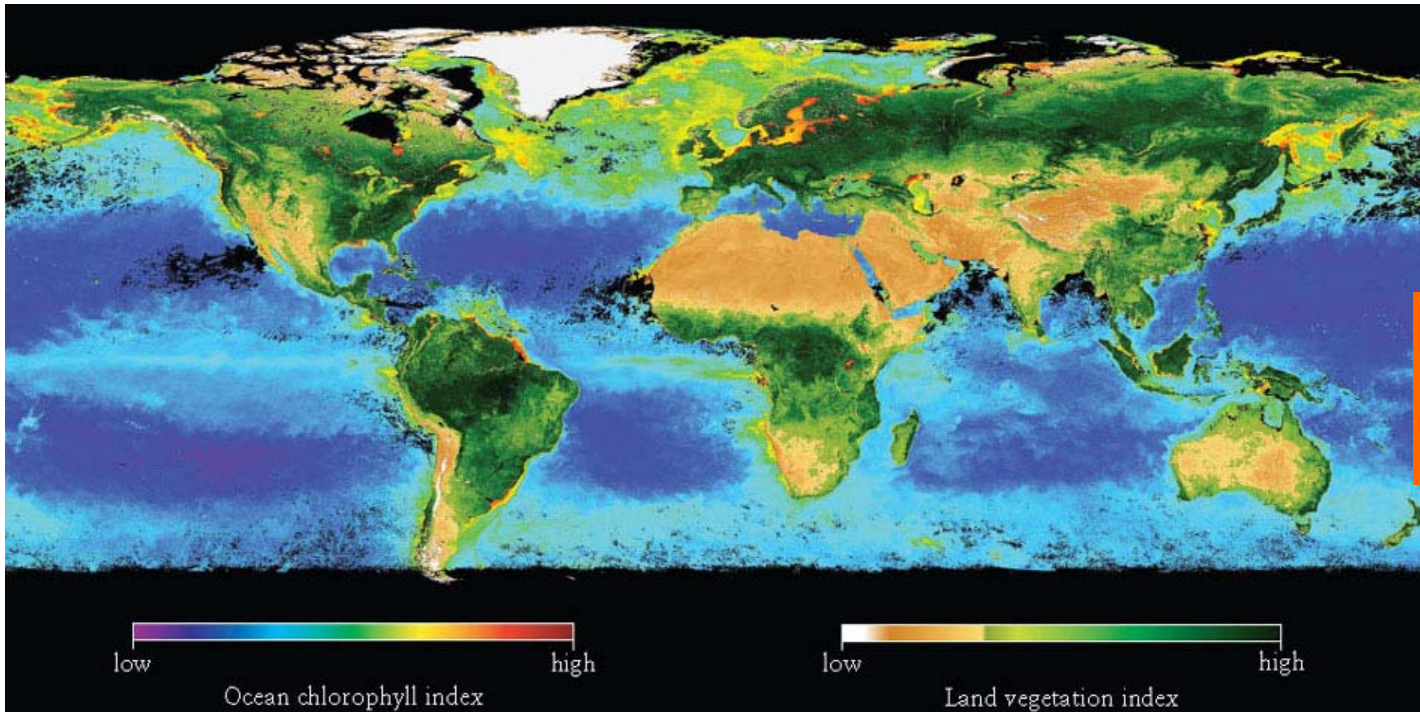 low high
Ocean chlorophyll index
low high
Land vegetation index